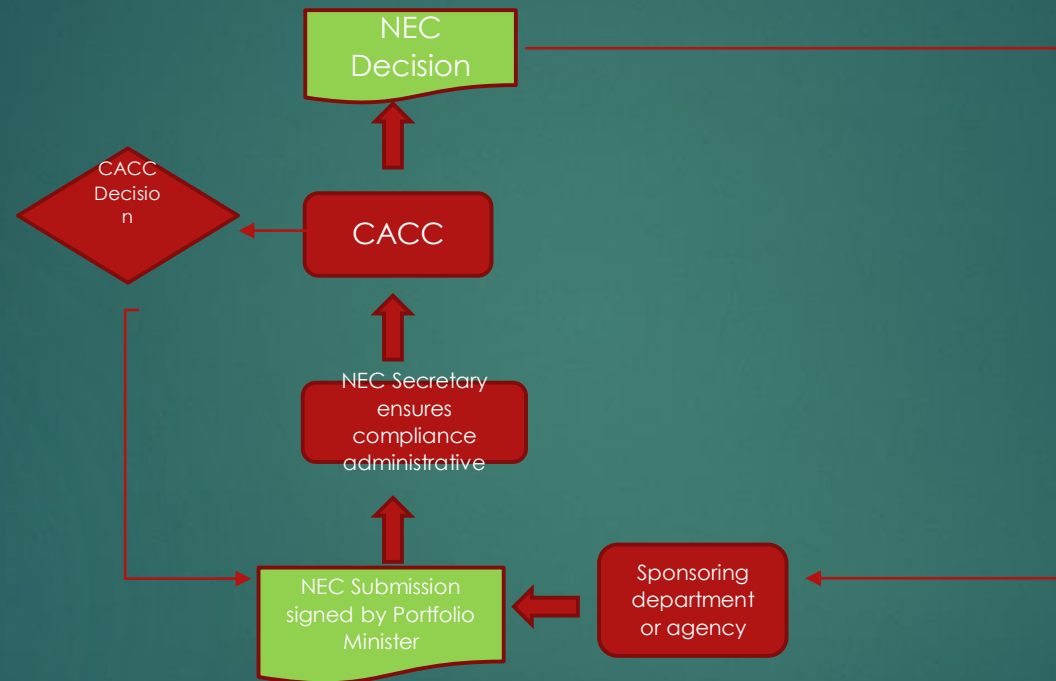 NEC
Decision
CACC
Decisio
n
CACC
NEC Secretary
ensures
compliance
administrative
NEC Submission
signed by Portfolio
Minister
Sponsoring
department
or agency